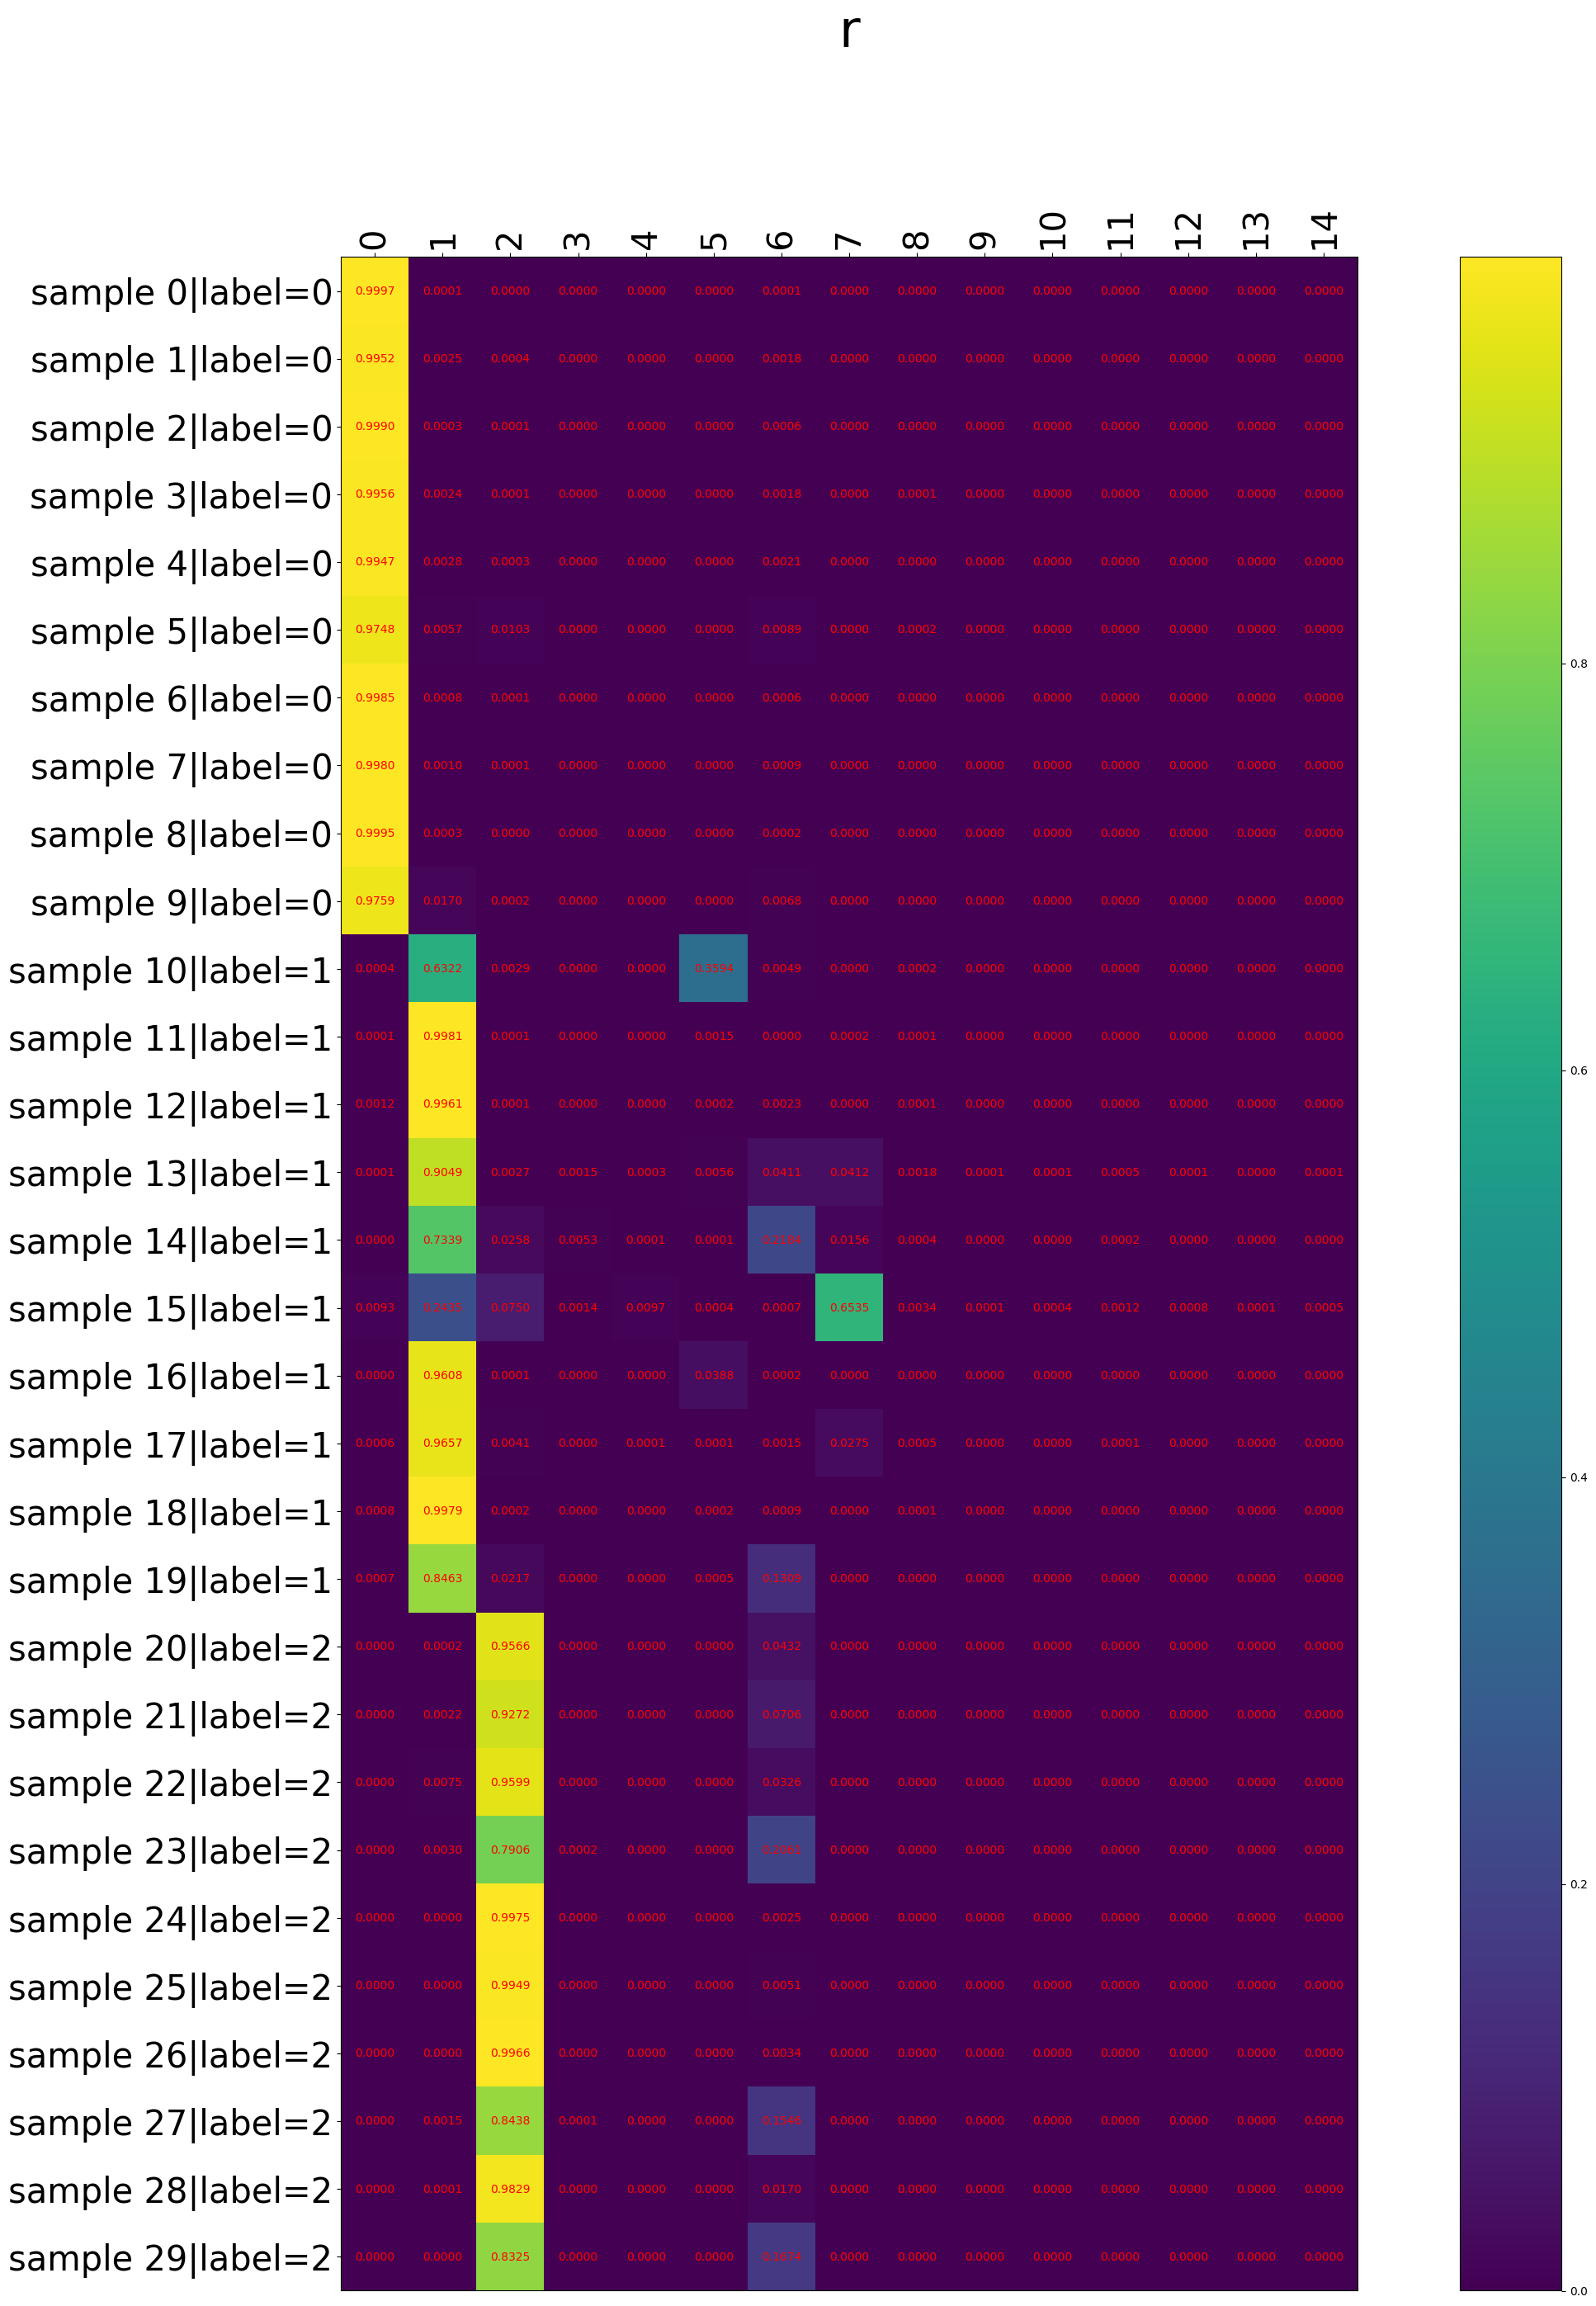 r
0 1 2 3 4 5 6 7 8 9 10 11 12 13 14
sample 0|label=0 0.9997 0.0001 0.0000 0.0000 0.0000 0.0000 0.0001 0.0000 0.0000 0.0000 0.0000 0.0000 0.0000 0.0000 0.0000
sample 1|label=0 0.9952 0.0025 0.0004 0.0000 0.0000 0.0000 0.0018 0.0000 0.0000 0.0000 0.0000 0.0000 0.0000 0.0000 0.0000
sample 2|label=0 0.9990 0.0003 0.0001 0.0000 0.0000 0.0000 0.0006 0.0000 0.0000 0.0000 0.0000 0.0000 0.0000 0.0000 0.0000
sample 3|label=0 0.9956 0.0024 0.0001 0.0000 0.0000 0.0000 0.0018 0.0000 0.0001 0.0000 0.0000 0.0000 0.0000 0.0000 0.0000
sample 4|label=0 0.9947 0.0028 0.0003 0.0000 0.0000 0.0000 0.0021 0.0000 0.0000 0.0000 0.0000 0.0000 0.0000 0.0000 0.0000
sample 5|label=0 0.9748 0.0057 0.0103 0.0000 0.0000 0.0000 0.0089 0.0000 0.0002 0.0000 0.0000 0.0000 0.0000 0.0000 0.0000
sample 6|label=0 0.9985 0.0008 0.0001 0.0000 0.0000 0.0000 0.0006 0.0000 0.0000 0.0000 0.0000 0.0000 0.0000 0.0000 0.0000
sample 7|label=0 0.9980 0.0010 0.0001 0.0000 0.0000 0.0000 0.0009 0.0000 0.0000 0.0000 0.0000 0.0000 0.0000 0.0000 0.0000
sample 8|label=0 0.9995 0.0003 0.0000 0.0000 0.0000 0.0000 0.0002 0.0000 0.0000 0.0000 0.0000 0.0000 0.0000 0.0000 0.0000
sample 9|label=0 0.9759 0.0170 0.0002 0.0000 0.0000 0.0000 0.0068 0.0000 0.0000 0.0000 0.0000 0.0000 0.0000 0.0000 0.0000
sample 10|label=1 0.0004 0.6322 0.0029 0.0000 0.0000 0.3594 0.0049 0.0000 0.0002 0.0000 0.0000 0.0000 0.0000 0.0000 0.0000
sample 11|label=1 0.0001 0.9981 0.0001 0.0000 0.0000 0.0015 0.0000 0.0002 0.0001 0.0000 0.0000 0.0000 0.0000 0.0000 0.0000
sample 12|label=1 0.0012 0.9961 0.0001 0.0000 0.0000 0.0002 0.0023 0.0000 0.0001 0.0000 0.0000 0.0000 0.0000 0.0000 0.0000
sample 13|label=1 0.0001 0.9049 0.0027 0.0015 0.0003 0.0056 0.0411 0.0412 0.0018 0.0001 0.0001 0.0005 0.0001 0.0000 0.0001
sample 14|label=1 0.0000 0.7339 0.0258 0.0053 0.0001 0.0001 0.0156 0.0004 0.0000 0.0000 0.0002 0.0000 0.0000 0.0000
sample 15|label=1 0.0093 0.0750 0.0014 0.0097 0.0004 0.0007 0.6535 0.0034 0.0001 0.0004 0.0012 0.0008 0.0001 0.0005
sample 16|label=1 0.0000 0.9608 0.0001 0.0000 0.0000 0.0388 0.0002 0.0000 0.0000 0.0000 0.0000 0.0000 0.0000 0.0000 0.0000
sample 17|label=1 0.0006 0.9657 0.0041 0.0000 0.0001 0.0001 0.0015 0.0275 0.0005 0.0000 0.0000 0.0001 0.0000 0.0000 0.0000
sample 18|label=1 0.0008 0.9979 0.0002 0.0000 0.0000 0.0002 0.0009 0.0000 0.0001 0.0000 0.0000 0.0000 0.0000 0.0000 0.0000
sample 19|label=1 0.0007 0.8463 0.0217 0.0000 0.0000 0.0005 0.1309 0.0000 0.0000 0.0000 0.0000 0.0000 0.0000 0.0000 0.0000
sample 20|label=2 0.0000 0.0002 0.9566 0.0000 0.0000 0.0000 0.0432 0.0000 0.0000 0.0000 0.0000 0.0000 0.0000 0.0000 0.0000
sample 21|label=2 0.0000 0.0022 0.9272 0.0000 0.0000 0.0000 0.0706 0.0000 0.0000 0.0000 0.0000 0.0000 0.0000 0.0000 0.0000
sample 22|label=2 0.0000 0.0075 0.9599 0.0000 0.0000 0.0000 0.0326 0.0000 0.0000 0.0000 0.0000 0.0000 0.0000 0.0000 0.0000
sample 23|label=2 0.0000 0.0030 0.7906 0.0002 0.0000 0.0000 0.2061 0.0000 0.0000 0.0000 0.0000 0.0000 0.0000 0.0000 0.0000
sample 24|label=2 0.0000 0.0000 0.9975 0.0000 0.0000 0.0000 0.0025 0.0000 0.0000 0.0000 0.0000 0.0000 0.0000 0.0000 0.0000
sample 25|label=2 0.0000 0.0000 0.9949 0.0000 0.0000 0.0000 0.0051 0.0000 0.0000 0.0000 0.0000 0.0000 0.0000 0.0000 0.0000
sample 26|label=2 0.0000 0.0000 0.9966 0.0000 0.0000 0.0000 0.0034 0.0000 0.0000 0.0000 0.0000 0.0000 0.0000 0.0000 0.0000
sample 27|label=2 0.0000 0.0015 0.8438 0.0001 0.0000 0.0000 0.1546 0.0000 0.0000 0.0000 0.0000 0.0000 0.0000 0.0000 0.0000
sample 28|label=2 0.0000 0.0001 0.9829 0.0000 0.0000 0.0000 0.0170 0.0000 0.0000 0.0000 0.0000 0.0000 0.0000 0.0000 0.0000
sample 29|label=2 0.0000 0.0000 0.8325 0.0000 0.0000 0.0000 0.1674 0.0000 0.0000 0.0000 0.0000 0.0000 0.0000 0.0000 0.0000
0.8
0.6
0.4
0.2
0.0